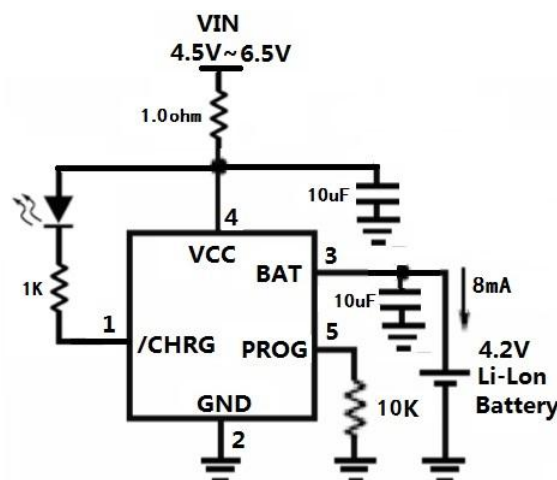 VIN
4.5V~6.5V
1.0ohm
10uF
4
VCC
3
BAT
1K
10uF
8mA
1
/CHRG
5
PROG
4.2V
Li-Lon
Battery
GND
10K
2